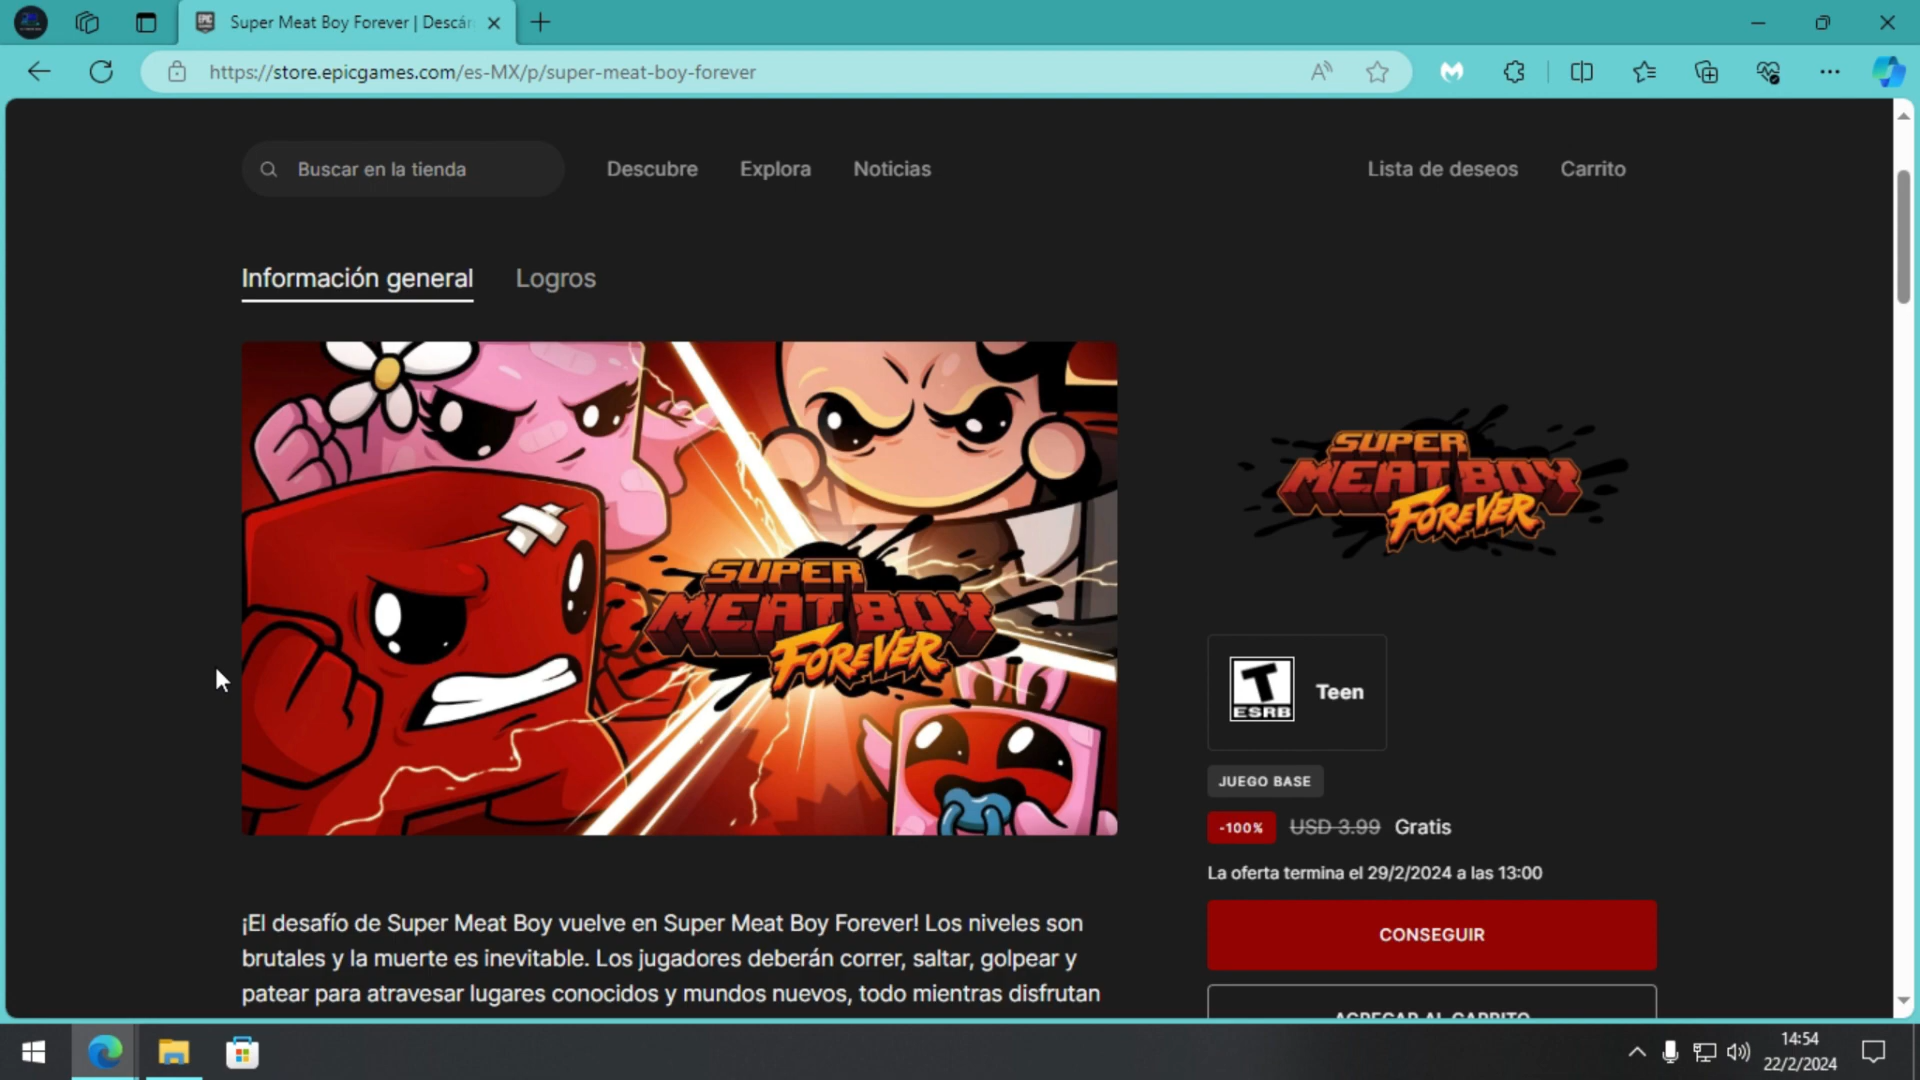 Super Meat Boy Forever | Descár
https://store.epicgames.com/es-MX/p/super-meat-boy-forever
Buscar en la tienda
Descubre
Explora
Noticias
Lista de deseos
Carrito
Información general
Logros
SUPER
MEAT BOY
FOREVER
SUPER
MEAT BOY
FOREVER
T
ESRB
Teen
JUEGO BASE
-100% USD 3.99 Gratis
La oferta termina el 29/2/2024 a las 13:00
CONSEGUIR
AGREGAR AL CARRITO
¡El desafío de Super Meat Boy vuelve en Super Meat Boy Forever! Los niveles son
brutales y la muerte es inevitable. Los jugadores deberán correr, saltar, golpear y
patear para atravesar lugares conocidos y mundos nuevos, todo mientras disfrutan
14:54
22/2/2024